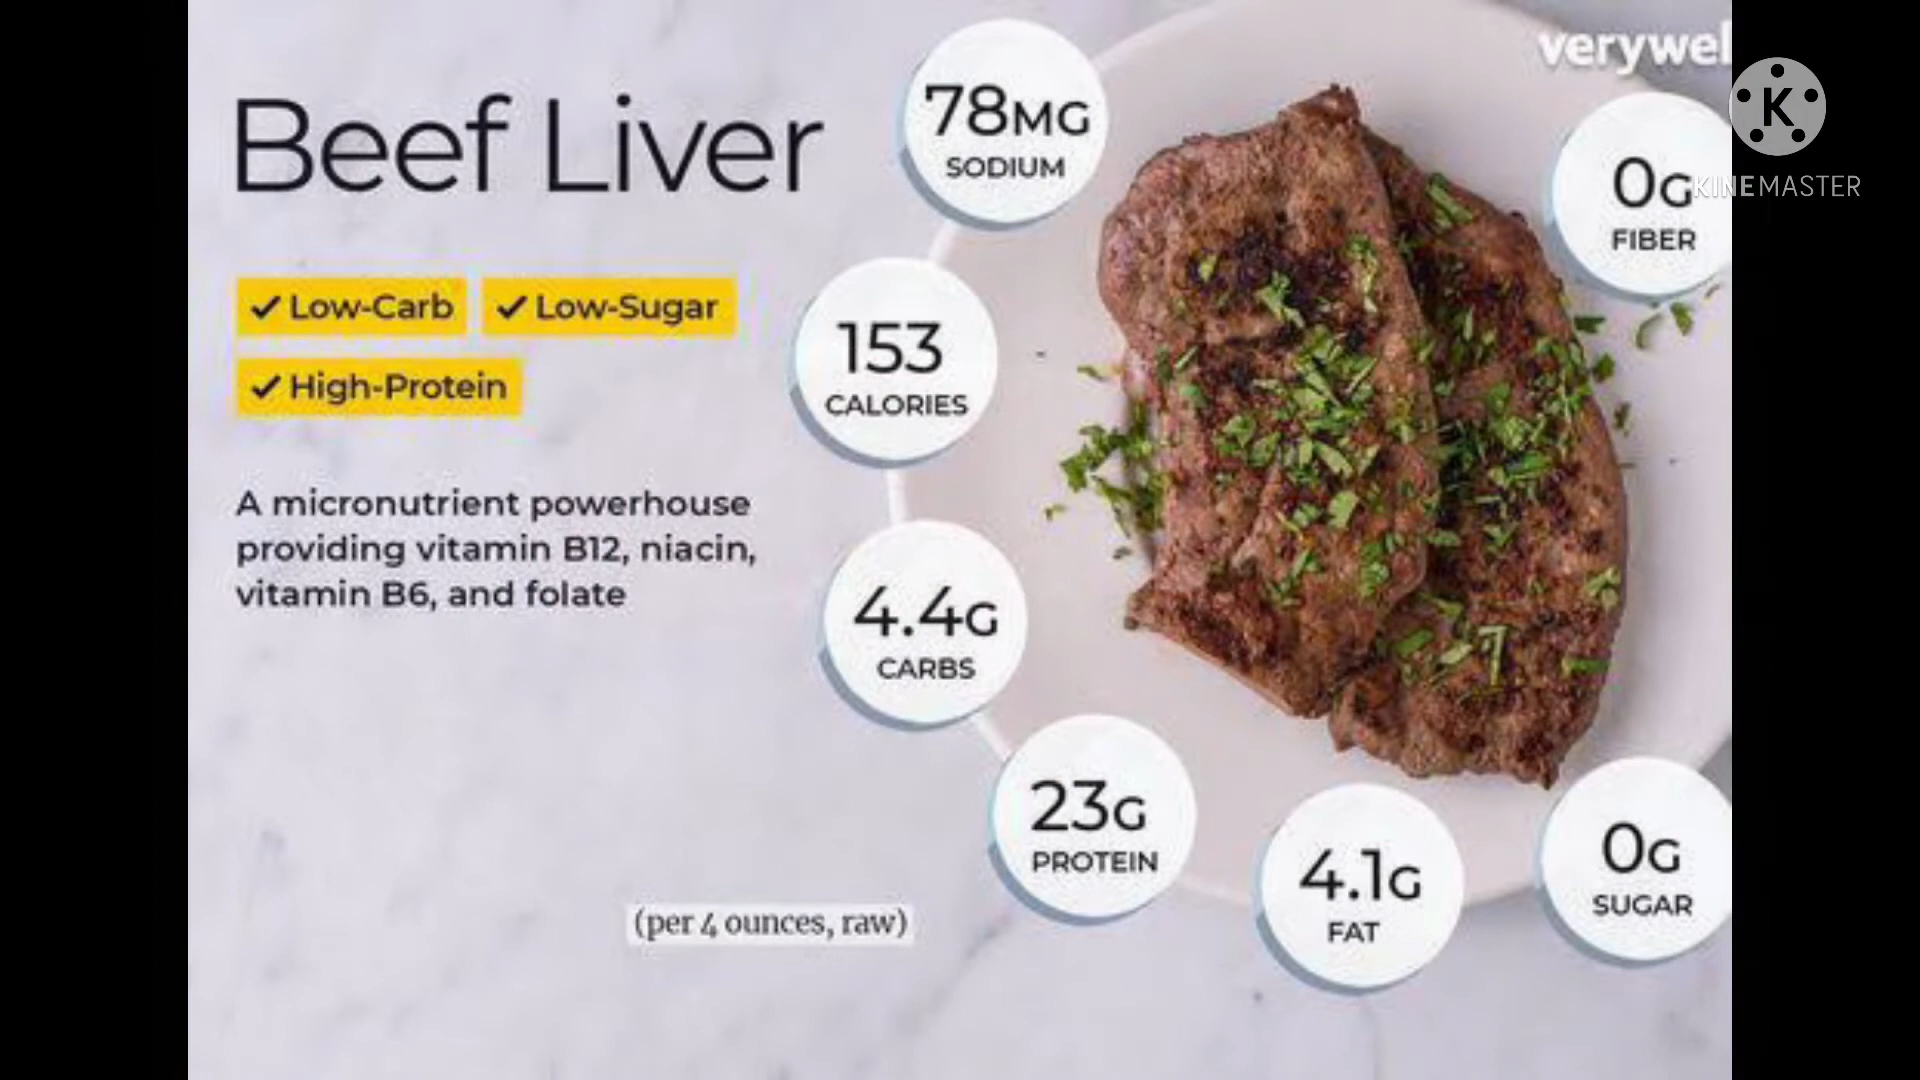 Beef Liver
✓ Low-Carb ✓ Low-Sugar
✓ High-Protein
A micronutrient powerhouse
providing vitamin B12, niacin,
vitamin B6, and folate
78MG
SODIUM
153
CALORIES
4.4G
CARBS
23G
PROTEIN
4.1G
FAT
0G
SUGAR
0G
FIBER
(per 4 ounces, raw)
verywel
K
KINEMASTER